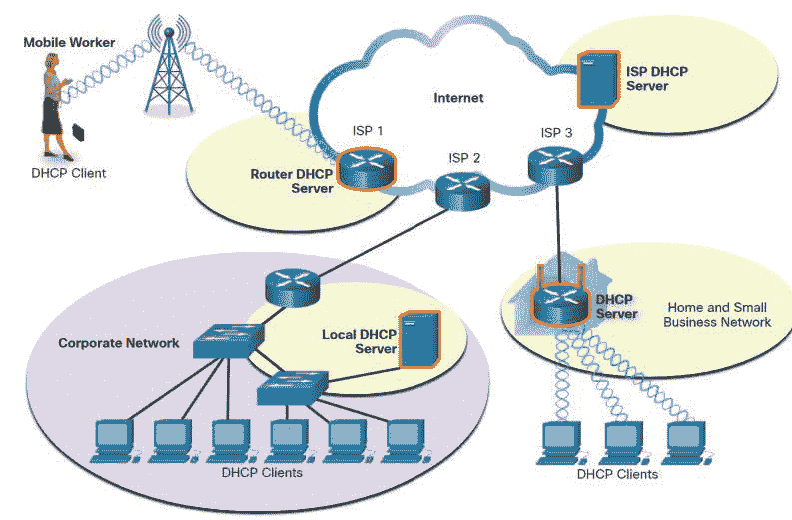 Mobile Worker
DHCP Client
Internet
ISP DHCP
Server
ISP 1
ISP 2
ISP 3
Router DHCP
Server
Corporate Network
Local DHCP
Server
DHCP Clients
DHCP
Server
Home and Small
Business Network
DHCP Clients